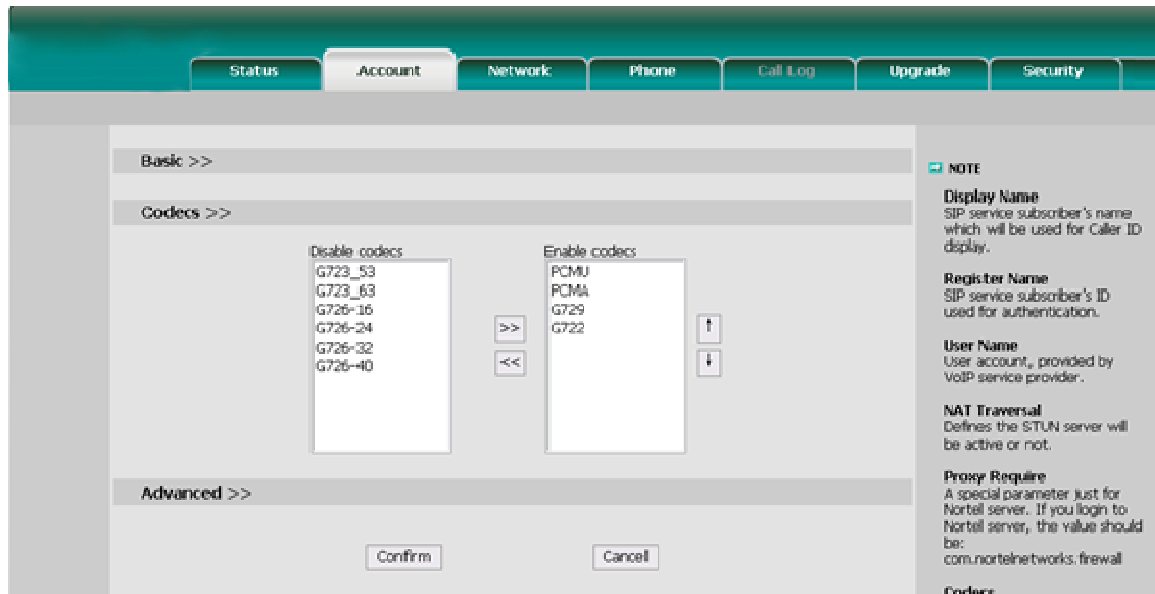 Status Account Network Phone Call Log Upgrade Security
Basic >>
Codecs >>
Disable codecs
G723_53
G723_63
G726-16
G726-24
G726-32
G726-40
>>
<<
Enable codecs
PCMU
PCMA
G729
G722
↑
↓
Advanced >>
Confirm Cancel
NOTE
Display Name
SIP service subscriber's name
which will be used for Caller ID
display.
Register Name
SIP service subscriber's ID
used for authentication.
User Name
User account, provided by
VoIP service provider.
NAT Traversal
Defines the STUN server will
be active or not.
Proxy Require
A special parameter just for
Nortel server. If you login to
Nortel server, the value should
be:
com.nortelnetworks.firewall
Codecs